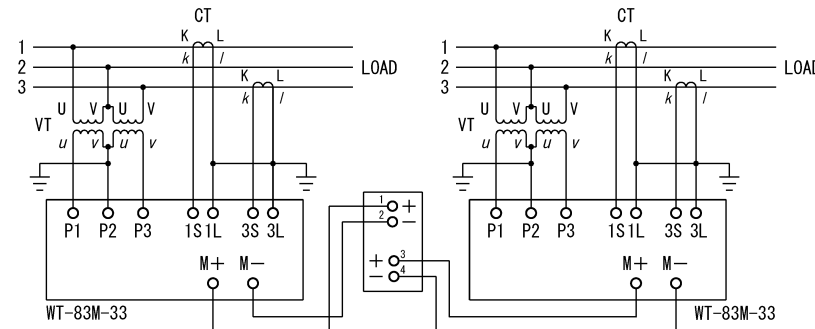 CT CT
K L K L
1 1
2 K L LOAD 2 K L LOAD
3 k l 3 k l
k l k l
U V U V U V U V
VT VT
u v u v u v u v
1 +
2 −
P1 P2 P3 1S 1L 3S 3L P1 P2 P3 1S 1L 3S 3L
+ 3
− 4
M+ M− M+ M−
WT-83M-33 WT-83M-33